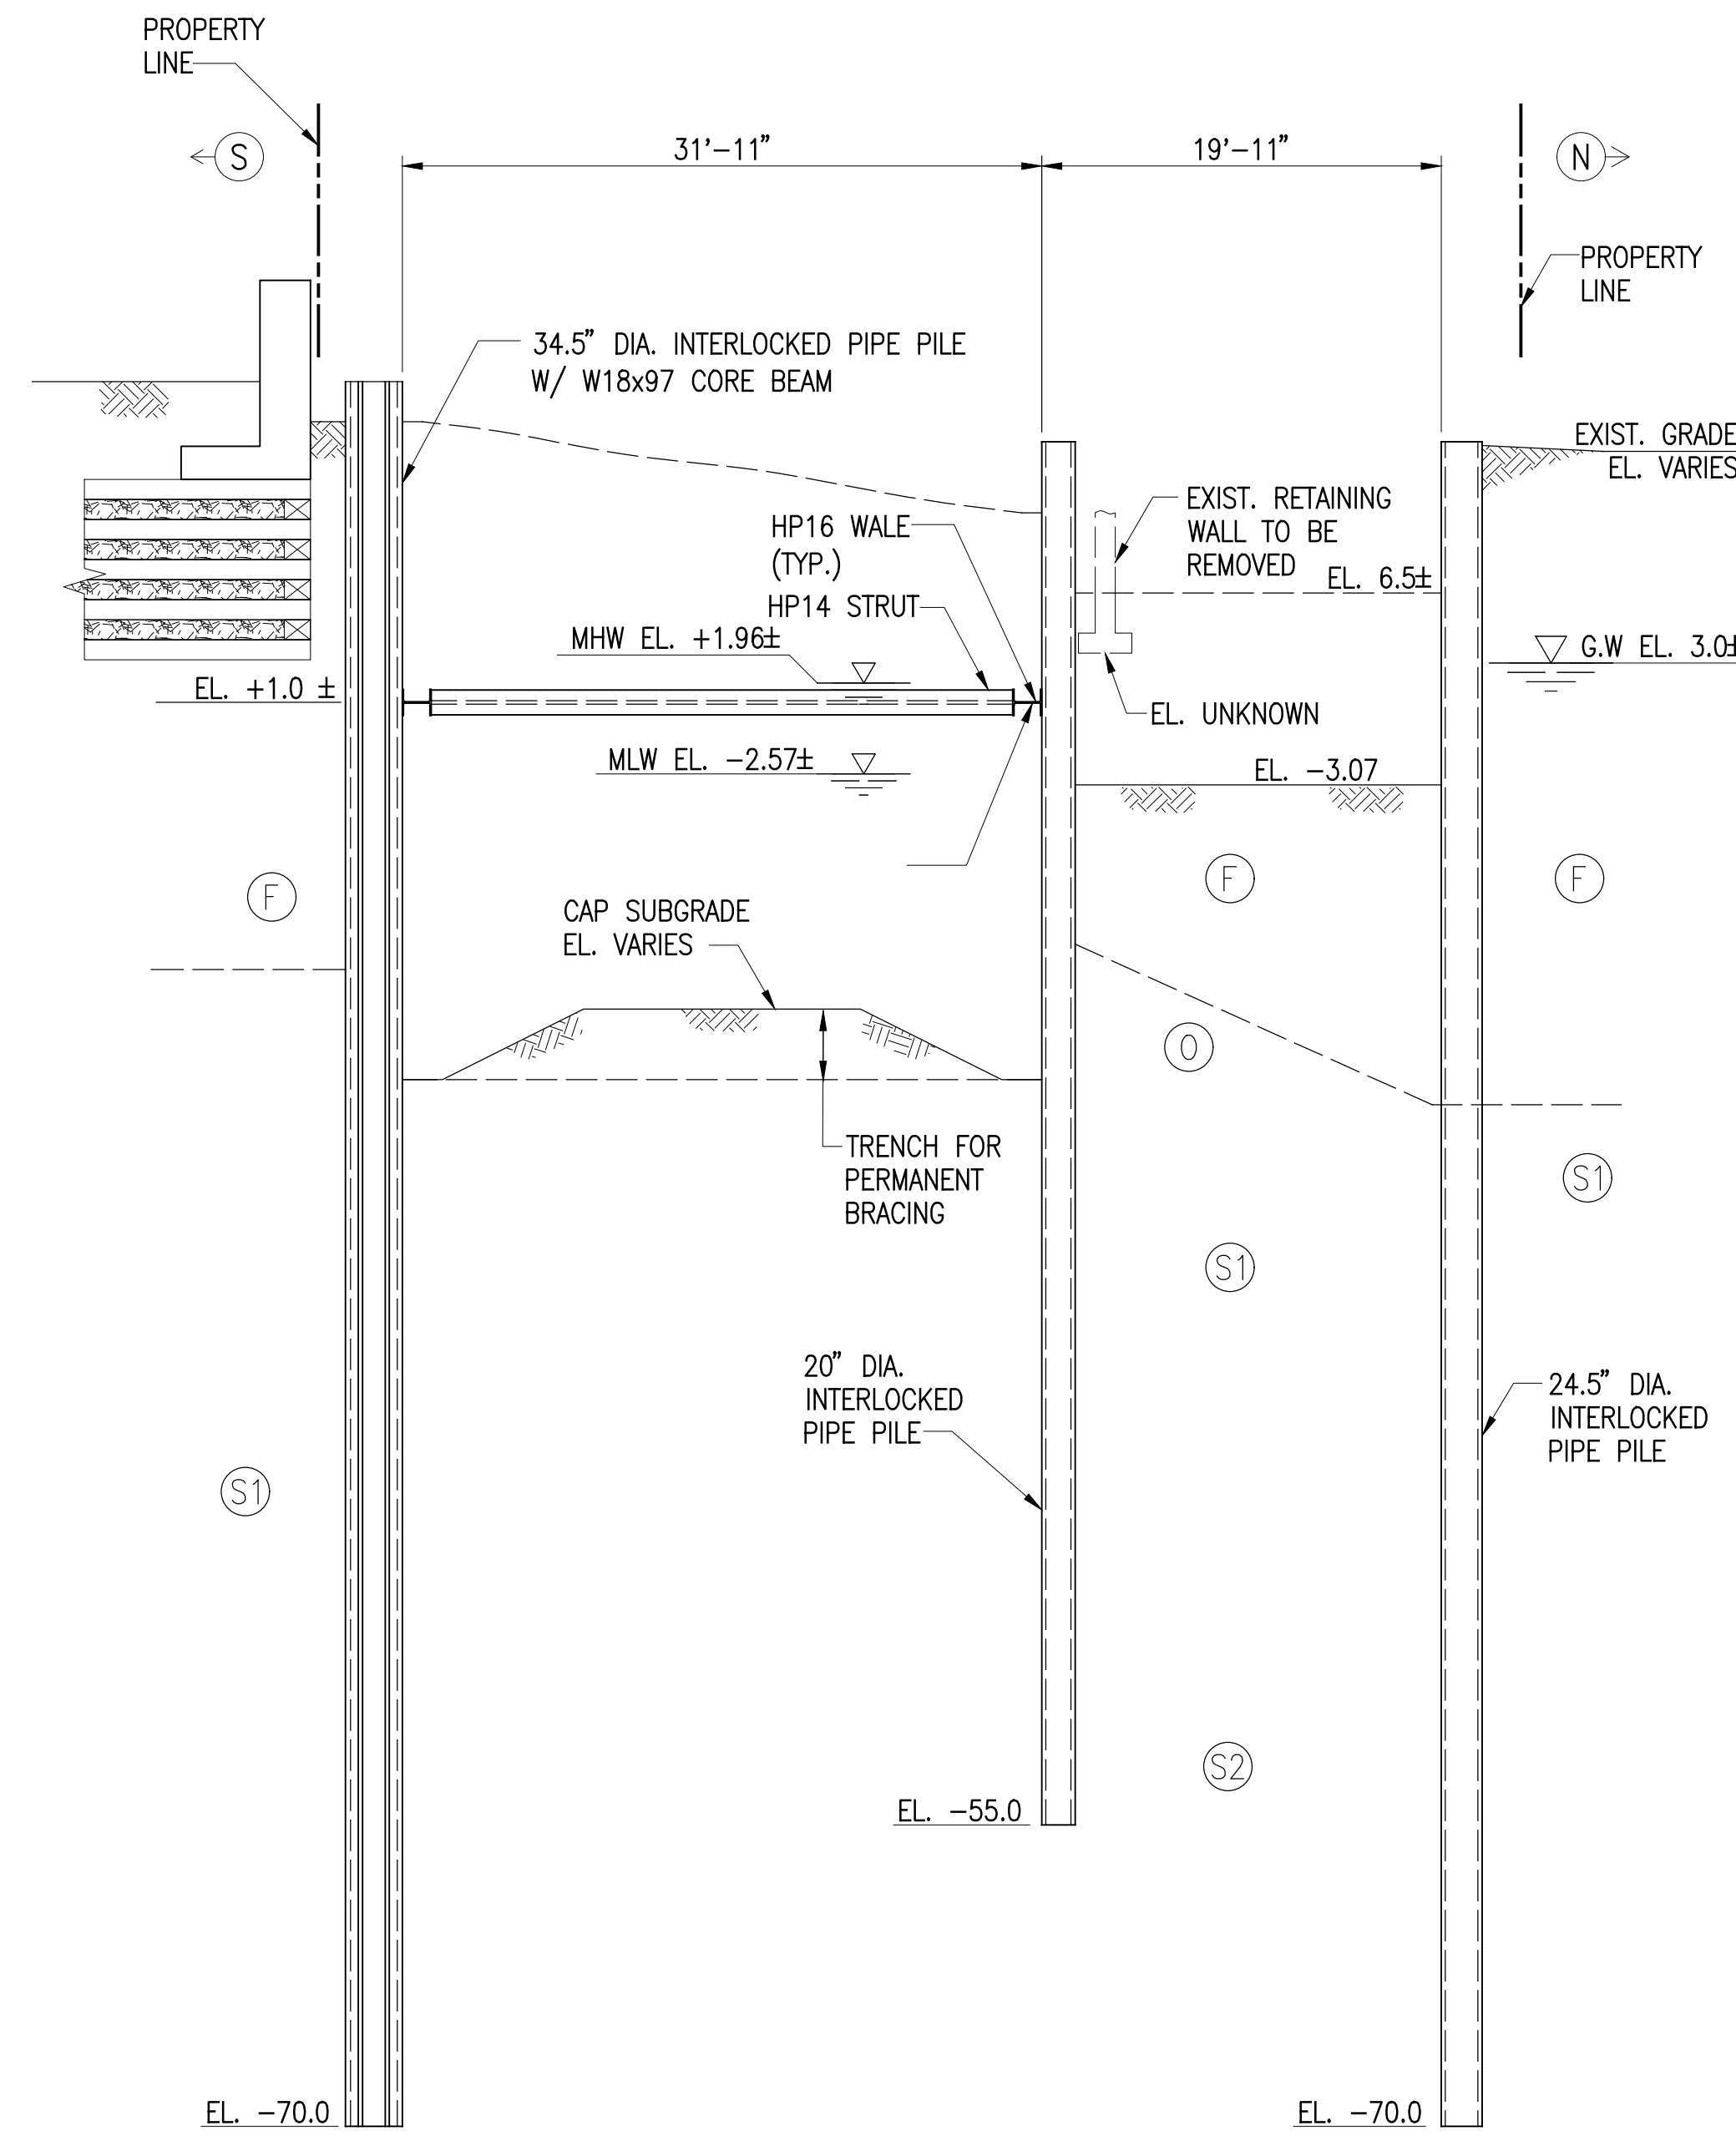 PROPERTY
LINE
S
31'-11"
19'-11"
N
PROPERTY
LINE
34.5" DIA. INTERLOCKED PIPE PILE
W/ W18x97 CORE BEAM
EXIST. GRADE
EL. VARIES
EXIST. RETAINING
WALL TO BE
REMOVED
HP16 WALE
(TYP.)
HP14 STRUT
EL. 6.5±
MHW EL. +1.96±
G.W EL. 3.0±
EL. +1.0 ±
EL. UNKNOWN
MLW EL. -2.57±
EL. -3.07
F
F
F
CAP SUBGRADE
EL. VARIES
O
TRENCH FOR
PERMANENT
BRACING
S1
S1
20" DIA.
INTERLOCKED
PIPE PILE
24.5" DIA.
INTERLOCKED
PIPE PILE
S1
S2
EL. -55.0
EL. -70.0
EL. -70.0